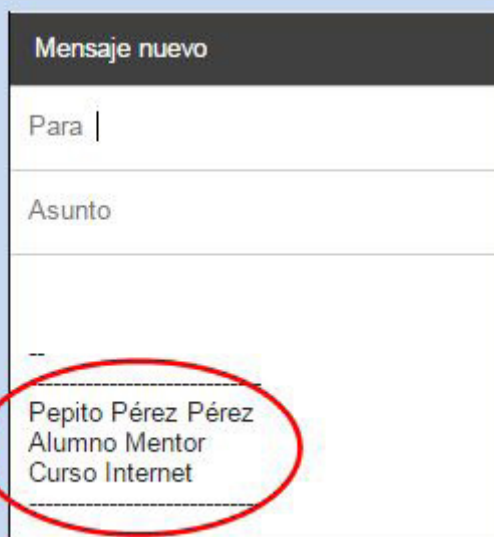 Mensaje nuevo
Para
Asunto
--
-----------------------------
Pepito Pérez Pérez
Alumno Mentor
Curso Internet
-----------------------------